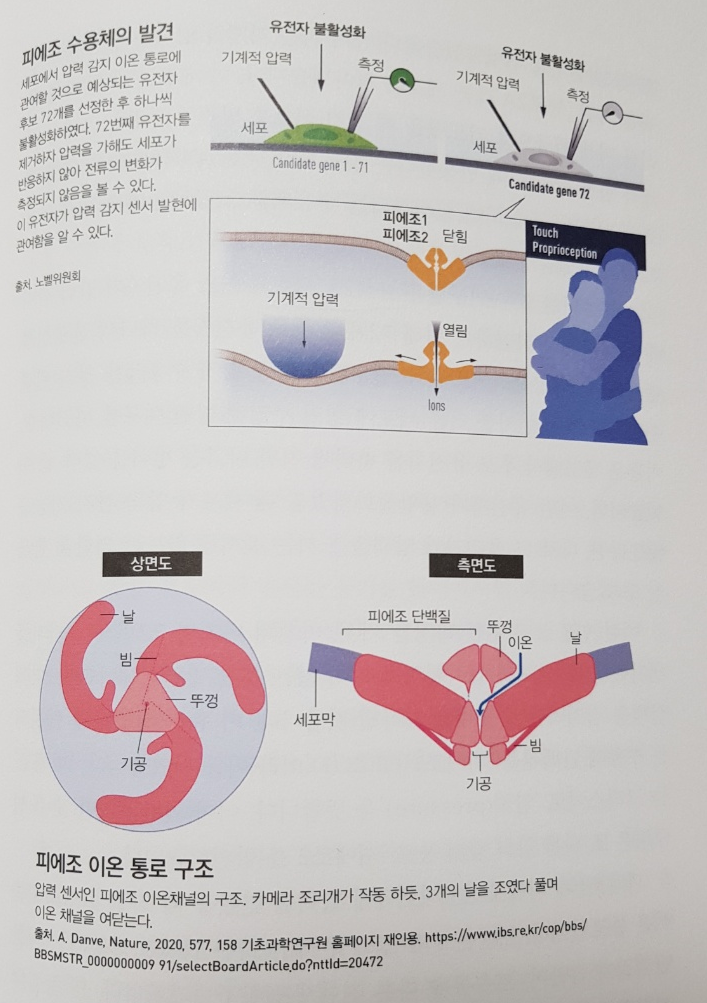 피에조 수용체의 발견
세포에서 압력 감지 이온 통로에
관여할 것으로 예상되는 유전자
후보 72개를 선정한 후 하나씩
불활성화하였다. 72번째 유전자를
제거하자 압력을 가해도 세포가
반응하지 않아 전류의 변화가
측정되지 않음을 볼 수 있다.
이 유전자가 압력 감지 센서 발현에
관여함을 알 수 있다.
출처. 노벨위원회
유전자 불활성화
기계적 압력
측정
세포
Candidate gene 1 - 71
유전자 불활성화
기계적 압력
측정
세포
Candidate gene 72
피에조1
피에조2 닫힘
기계적 압력
열림
Ions
Touch
Proprioception
상면도
날
빔
뚜껑
기공
측면도
피에조 단백질
뚜껑
이온
날
세포막
빔
기공
피에조 이온 통로 구조
압력 센서인 피에조 이온채널의 구조. 카메라 조리개가 작동 하듯, 3개의 날을 조였다 풀며
이온 채널을 여닫는다.
출처. A. Danve, Nature, 2020, 577, 158 기초과학연구원 홈페이지 재인용. https://www.ibs.re.kr/cop/bbs/
BBSMSTR_0000000009 91/selectBoardArticle.do?nttId=20472